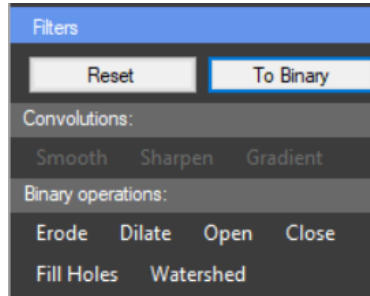 Filters
Reset To Binary
Convolutions:
Smooth Sharpen Gradient
Binary operations:
Erode Dilate Open Close
Fill Holes Watershed